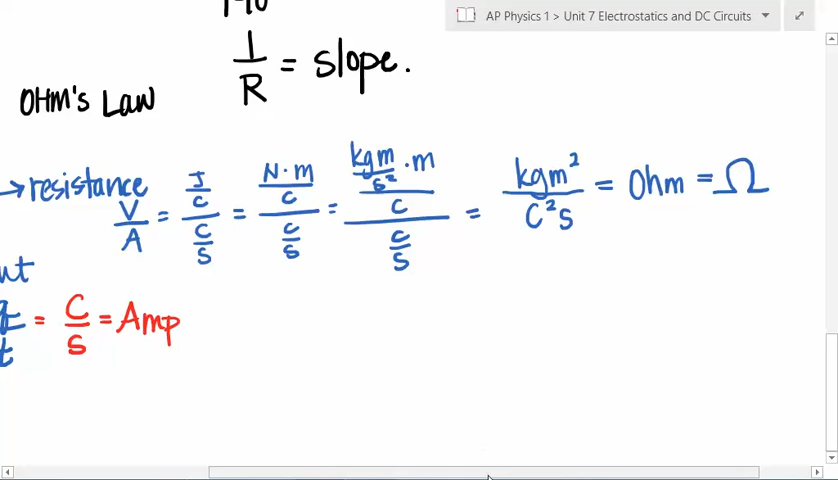 AP Physics 1 > Unit 7 Electrostatics and DC Circuits
1/R = slope.
OHM's Law
→resistance
V/A = (J/C)/(C/s) = (N·m/C)/(C/s) = ((kgm/s²·m)/C)/(C/s) = kgm²/C²s = Ohm = Ω
t = C/s = Amp